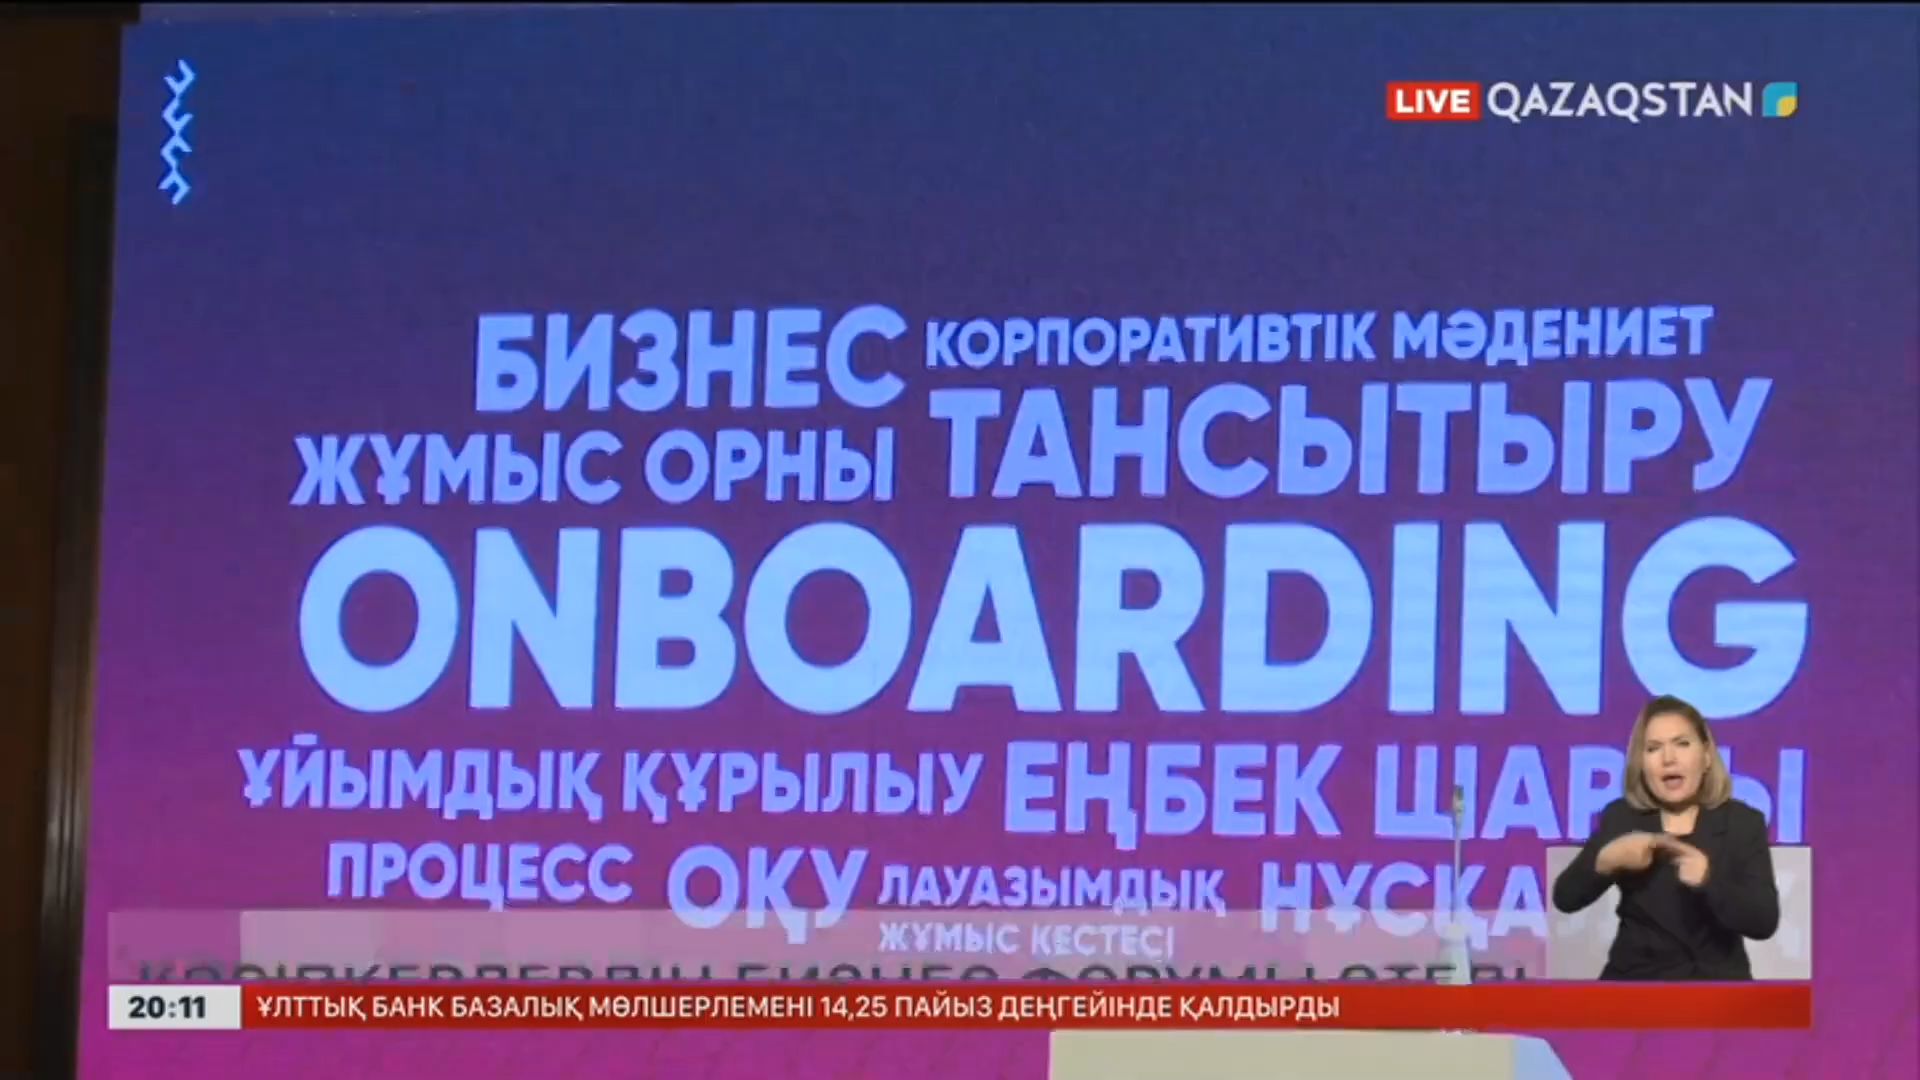 LIVE QAZAQSTAN
БИЗНЕС КОРПОРАТИВТІК МӘДЕНИЕТ
ЖҰМЫС ОРНЫ ТАНСЫТЫРУ
ONBOARDING
ҰЙЫМДЫҚ ҚҰРЫЛЫУ ЕҢБЕК
ПРОЦЕСС ОҚУ ЛАУАЗЫМДЫҚ
ЖҰМЫС КЕСТЕСІ
20:11 ҰЛТТЫҚ БАНК БАЗАЛЫҚ МӨЛШЕРЛЕМЕНІ 14,25 ПАЙЫЗ ДЕҢГЕЙІНДЕ ҚАЛДЫРДЫ